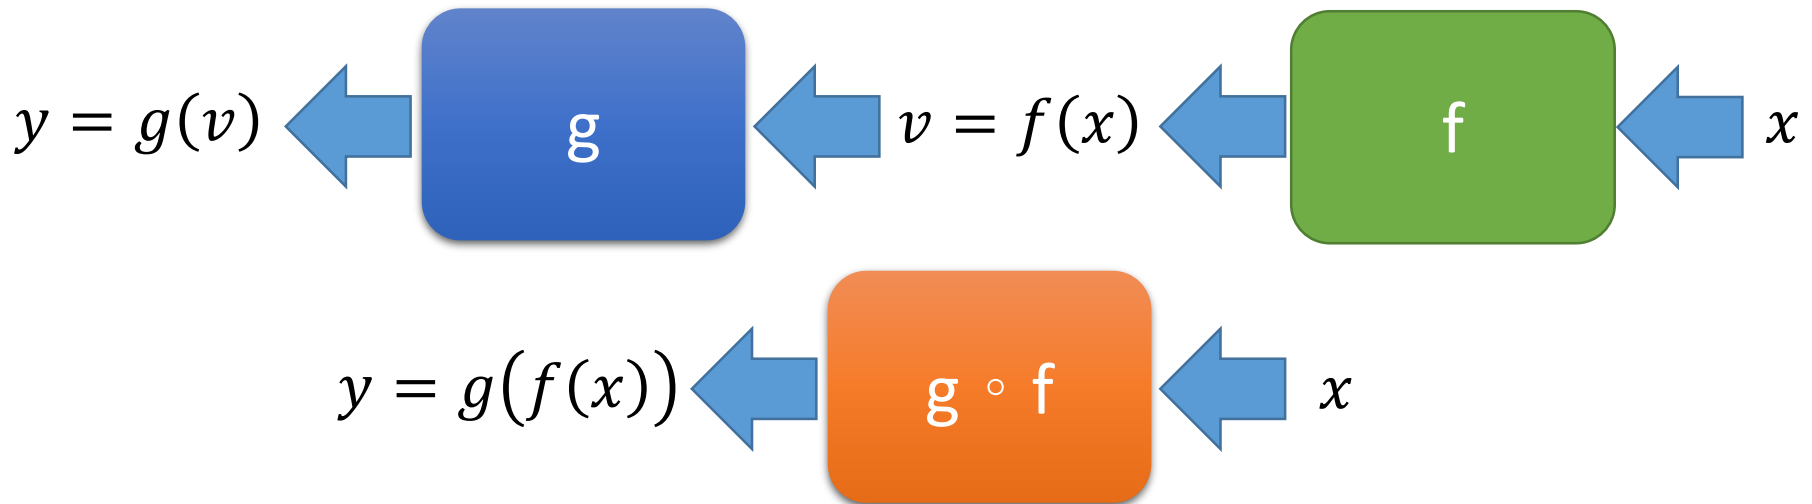 y = g(v) g v = f(x) f x
y = g(f(x)) g ∘ f x